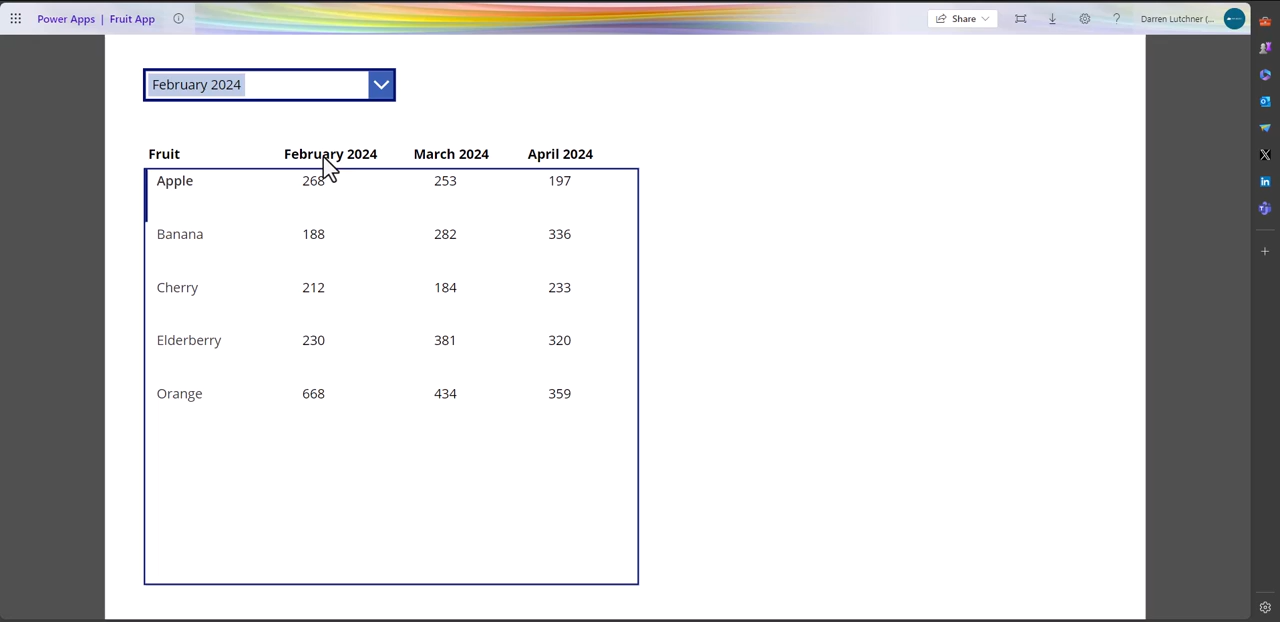 Power Apps | Fruit App Share Darren Lutchner (...
February 2024
Fruit February 2024 March 2024 April 2024
Apple 268 253 197
Banana 188 282 336
Cherry 212 184 233
Elderberry 230 381 320
Orange 668 434 359